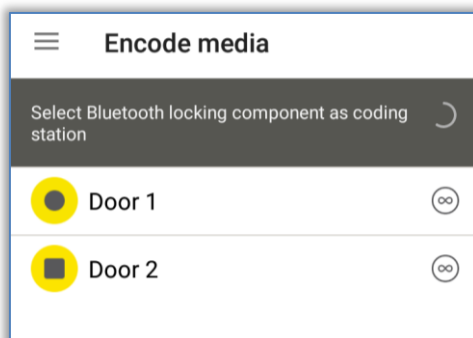 Encode media
Select Bluetooth locking component as coding
station
Door 1
Door 2